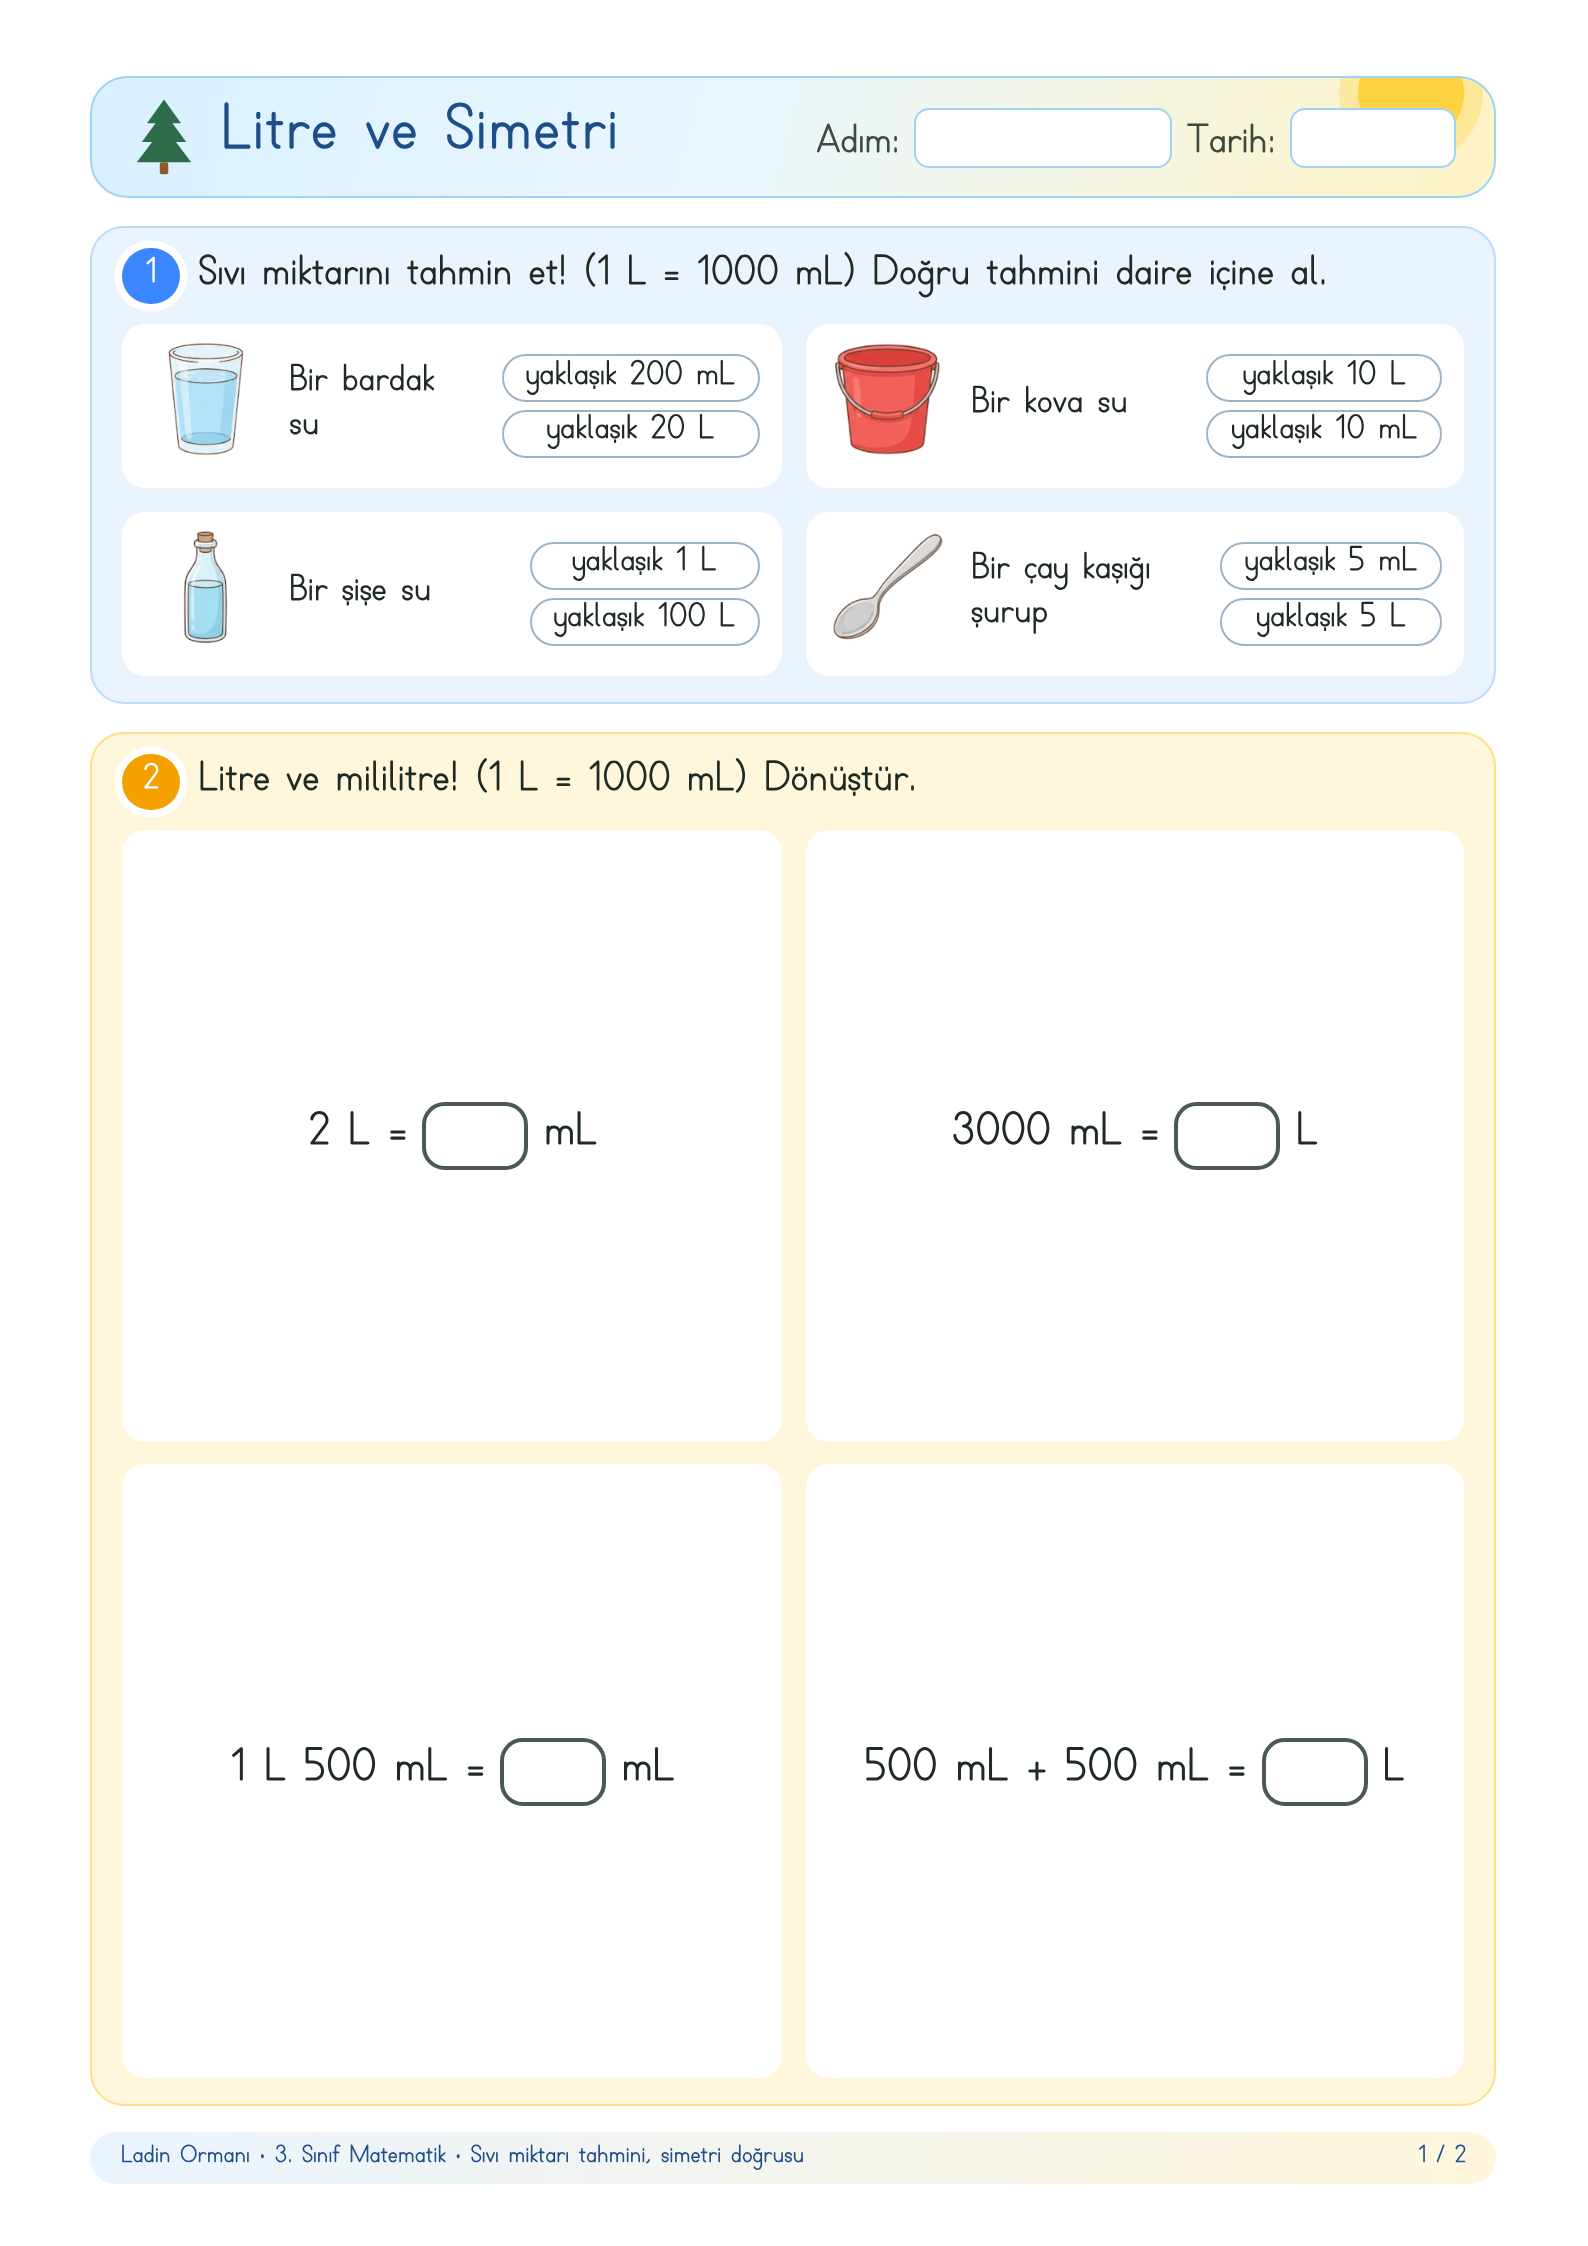 Litre ve Simetri
Adım:
Tarih:
1
Sıvı miktarını tahmin et! (1 L = 1000 mL) Doğru tahmini daire içine al.
Bir bardak
su
yaklaşık 200 mL
yaklaşık 20 L
Bir kova su
yaklaşık 10 L
yaklaşık 10 mL
Bir şişe su
yaklaşık 1 L
yaklaşık 100 L
Bir çay kaşığı
şurup
yaklaşık 5 mL
yaklaşık 5 L
2
Litre ve mililitre! (1 L = 1000 mL) Dönüştür.
2 L = mL
3000 mL = L
1 L 500 mL = mL
500 mL + 500 mL = L
Ladin Ormanı • 3. Sınıf Matematik • Sıvı miktarı tahmini, simetri doğrusu
1 / 2